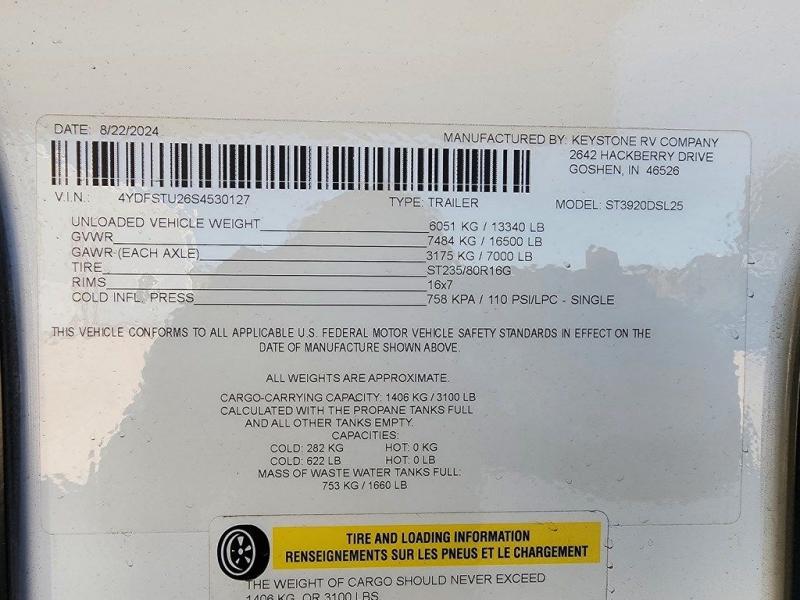 DATE: 8/22/2024
MANUFACTURED BY: KEYSTONE RV COMPANY
2642 HACKBERRY DRIVE
GOSHEN, IN 46526
V.I.N.: 4YDFSTU26S4530127 TYPE: TRAILER MODEL: ST3920DSL25
UNLOADED VEHICLE WEIGHT 6051 KG / 13340 LB
GVWR 7484 KG / 16500 LB
GAWR (EACH AXLE) 3175 KG / 7000 LB
TIRE ST235/80R16G
RIMS 16x7
COLD INFL. PRESS 758 KPA / 110 PSI/LPC - SINGLE
THIS VEHICLE CONFORMS TO ALL APPLICABLE U.S. FEDERAL MOTOR VEHICLE SAFETY STANDARDS IN EFFECT ON THE
DATE OF MANUFACTURE SHOWN ABOVE.
ALL WEIGHTS ARE APPROXIMATE.
CARGO-CARRYING CAPACITY: 1406 KG / 3100 LB
CALCULATED WITH THE PROPANE TANKS FULL
AND ALL OTHER TANKS EMPTY.
CAPACITIES:
COLD: 282 KG HOT: 0 KG
COLD: 622 LB HOT: 0 LB
MASS OF WASTE WATER TANKS FULL:
753 KG / 1660 LB
TIRE AND LOADING INFORMATION
RENSEIGNEMENTS SUR LES PNEUS ET LE CHARGEMENT
THE WEIGHT OF CARGO SHOULD NEVER EXCEED
1406 KG. OR 3100 LBS.